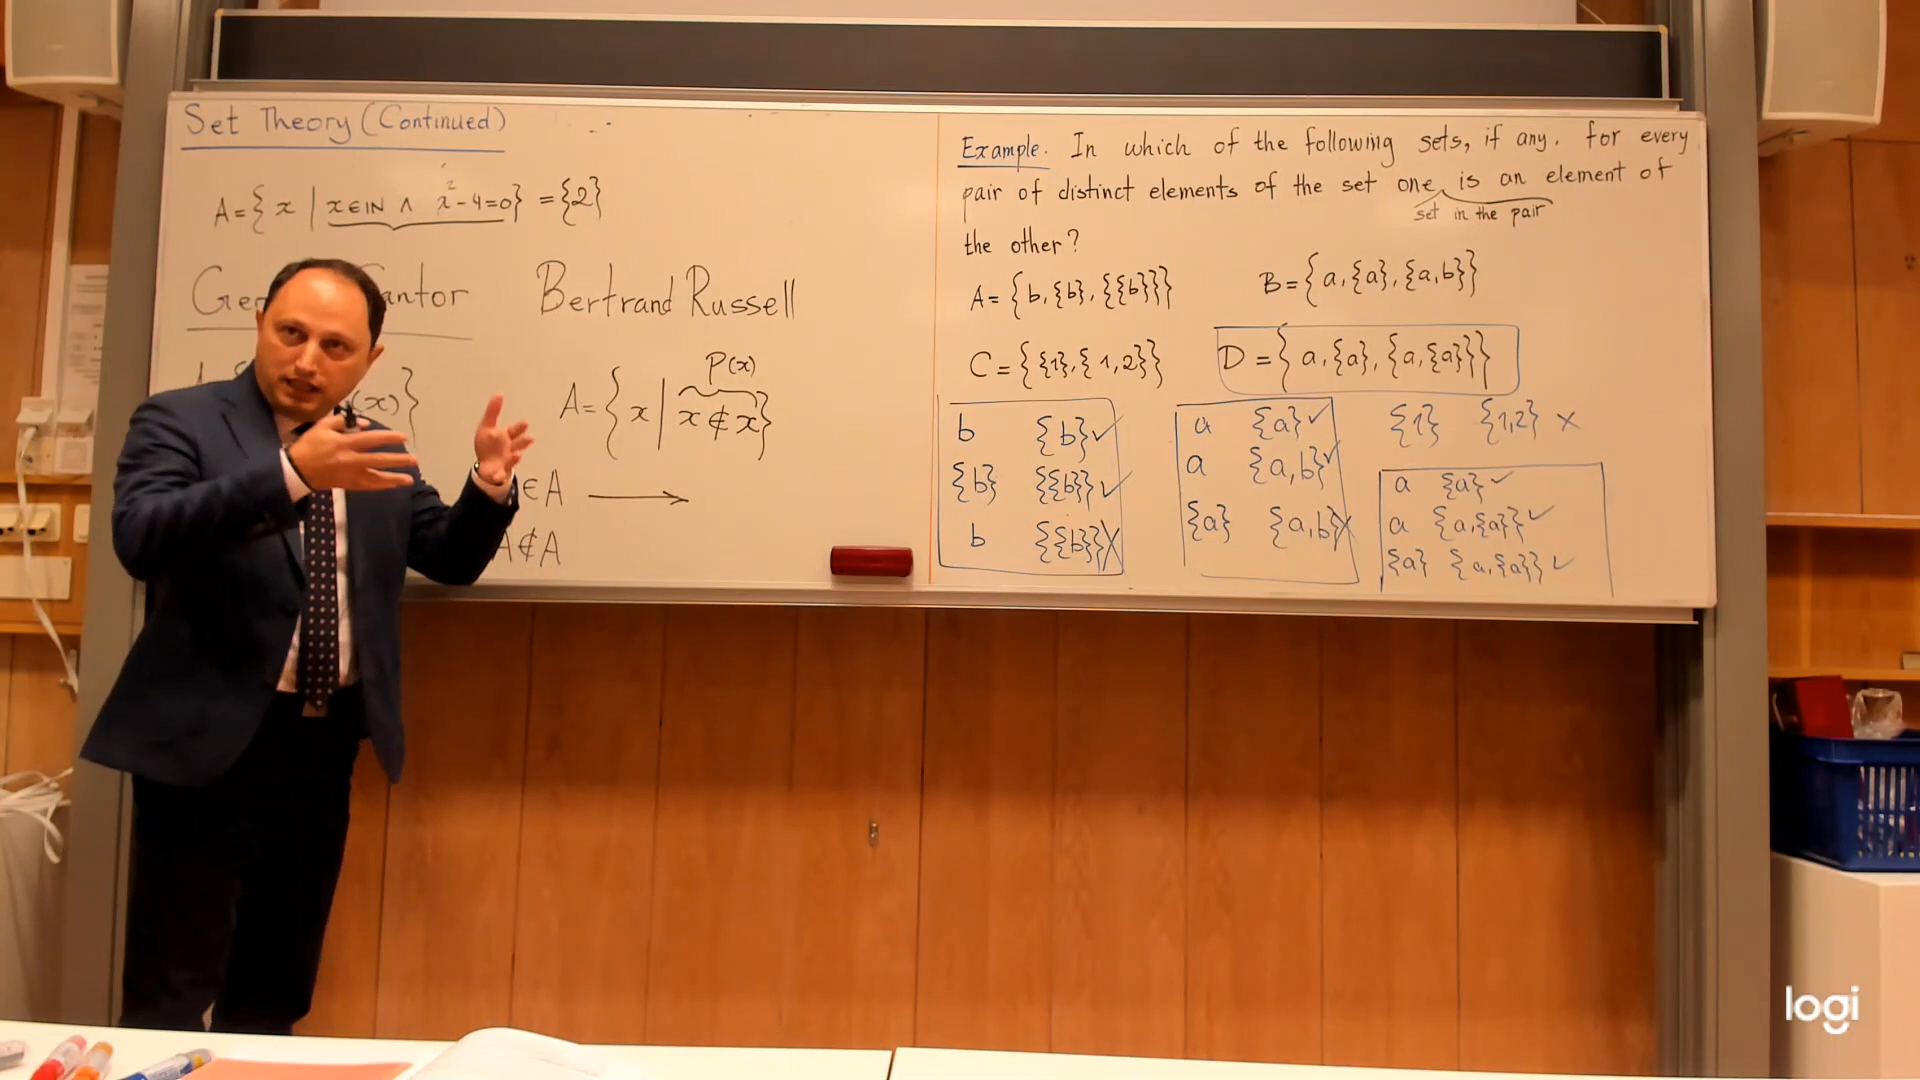 Set Theory (Continued)
A = { x | x ∈ IN ∧ x² - 4 = 0 } = {2}
Bertrand Russell
P(x)
A = { x | x ∉ x }
(x) }
∈ A ⟶
A ∉ A
Example. In which of the following sets, if any, for every
pair of distinct elements of the set one is an element of
set in the pair
the other?
A = { b, {b}, {{b}} }
B = { a, {a}, {a,b} }
C = { {1}, {1,2} }
D = { a, {a}, {a,{a}} }
b {b} ✓
{b} {{b}} ✓
b {{b}} X
a {a} ✓
a {a,b} ✓
{a} {a,b} X
{1} {1,2} X
a {a} ✓
a {a,{a}} ✓
{a} {a,{a}} ✓
logi